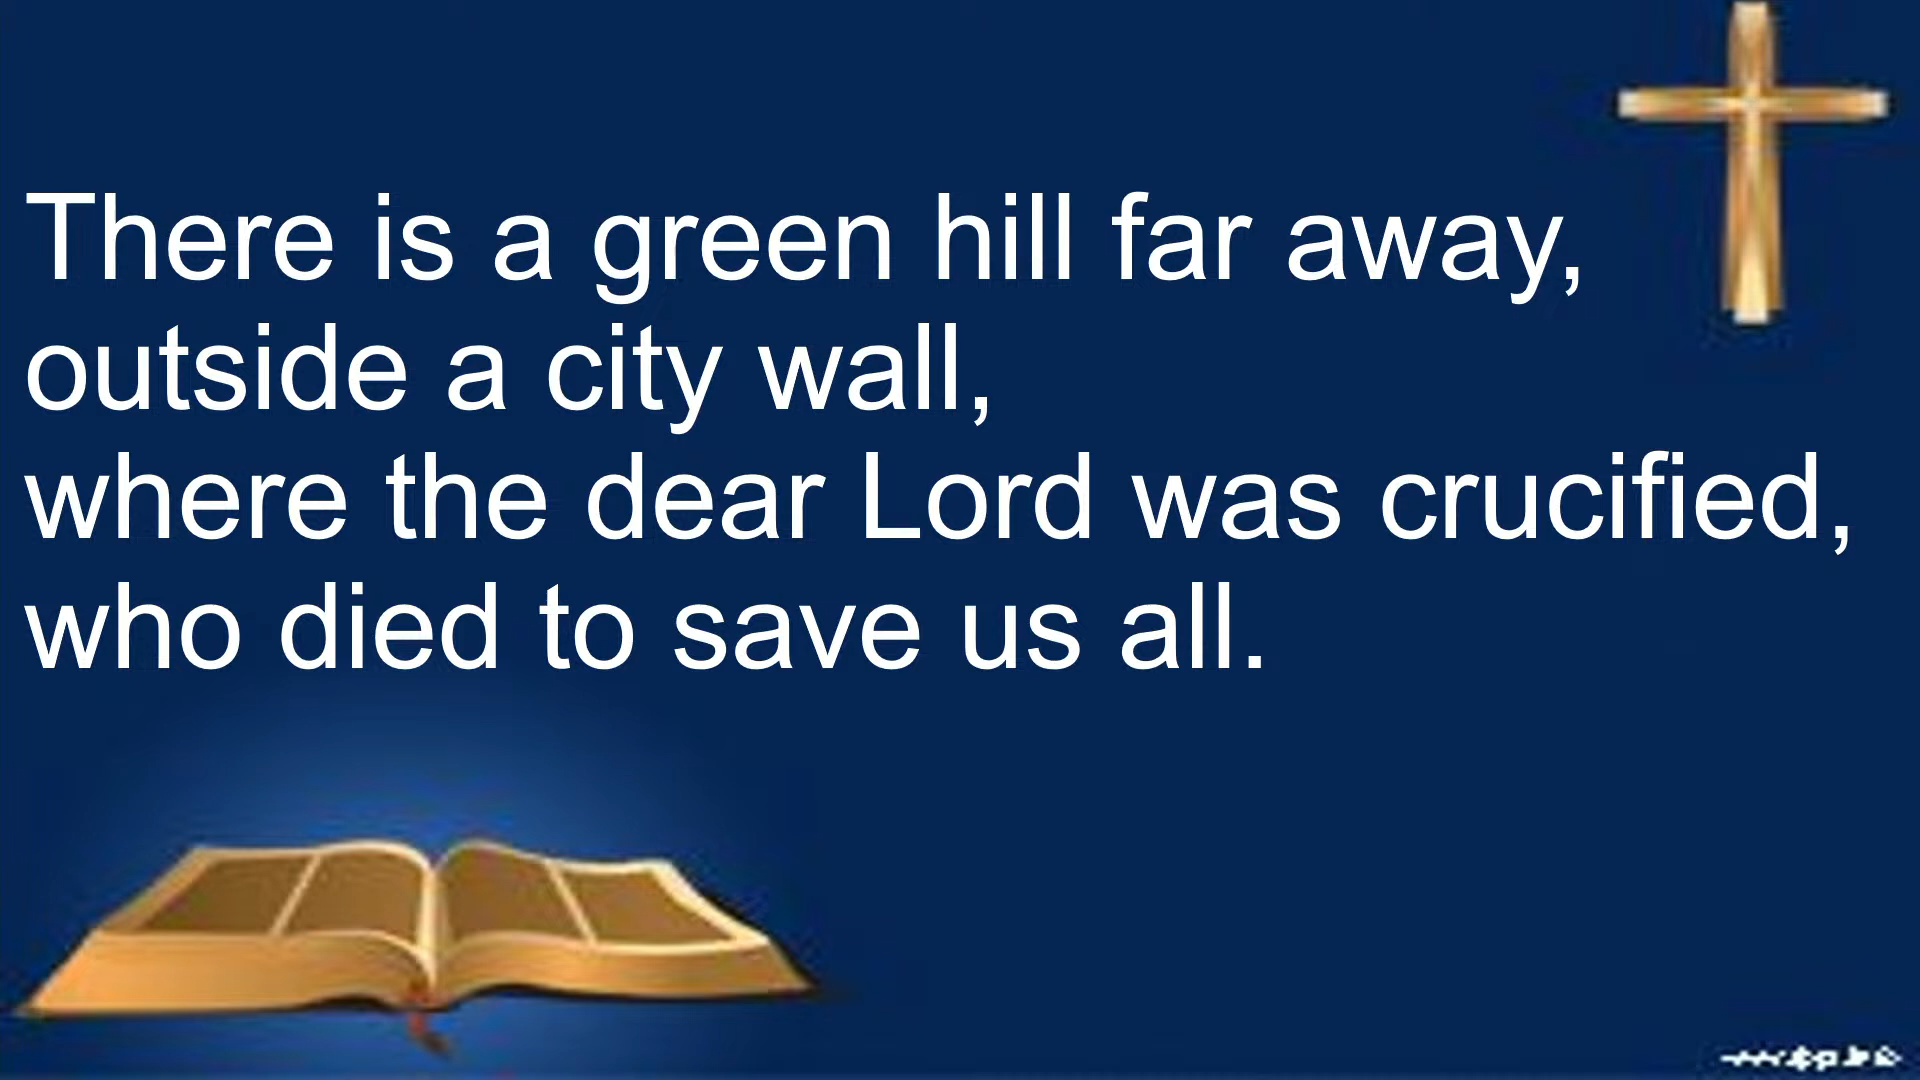 There is a green hill far away,
outside a city wall,
where the dear Lord was crucified,
who died to save us all.